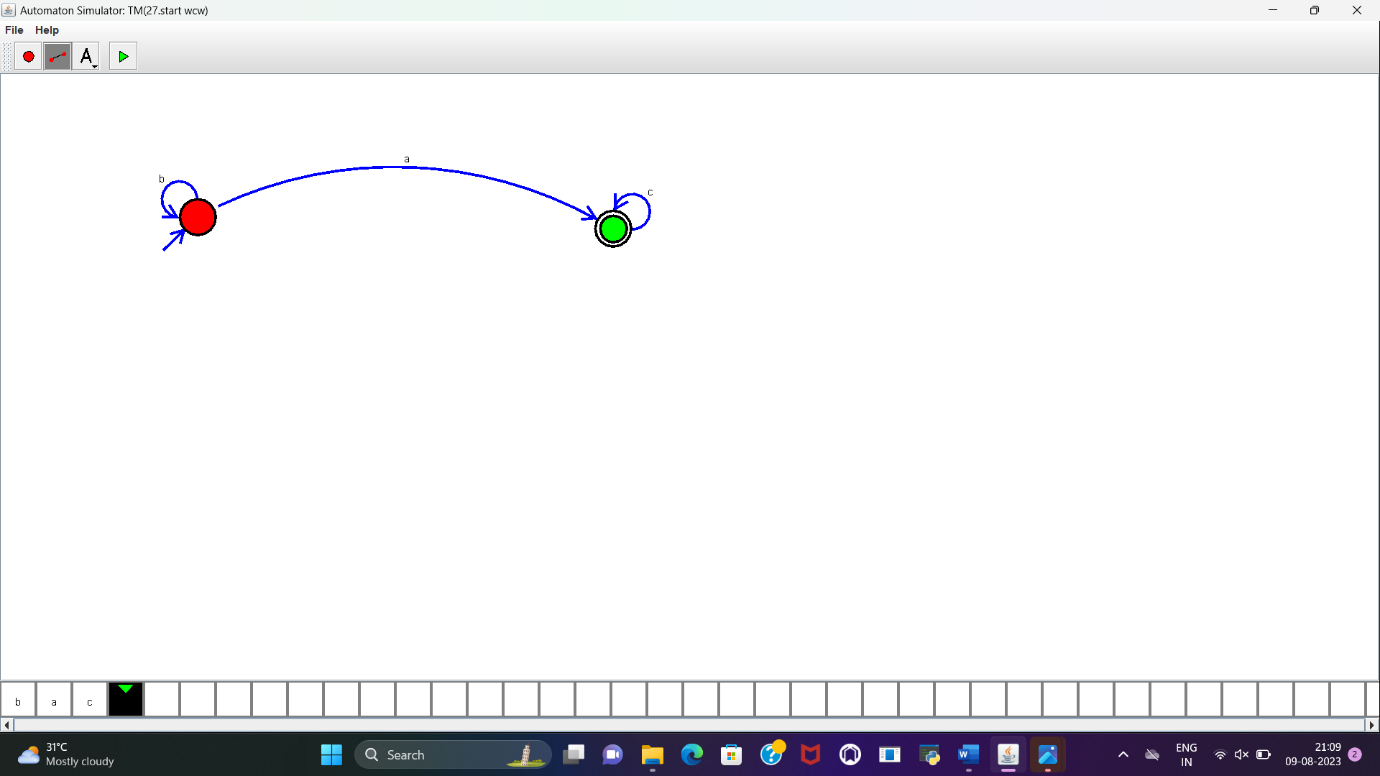 Automaton Simulator: TM(27.start wcw)
File Help
A
a
b
c
b a c
31°C
Mostly cloudy
Search
ENG
IN
21:09
09-08-2023
2